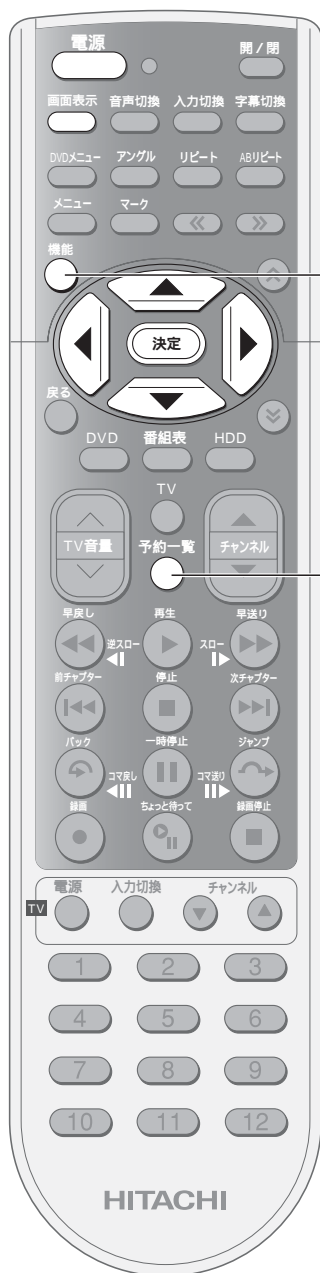 電源
開/閉
画面表示 音声切換 入力切換 字幕切換
DVDメニュー アングル リピート ABリピート
メニュー マーク
機能
決定
戻る
DVD 番組表 HDD
TV
TV音量 予約一覧 チャンネル
早戻し 逆スロー 再生 スロー 早送り
前チャプター 停止 次チャプター
バック コマ戻し 一時停止 コマ送り ジャンプ
録画 ちょっと待って 録画停止
TV 電源 入力切換 チャンネル
1 2 3
4 5 6
7 8 9
10 11 12
HITACHI